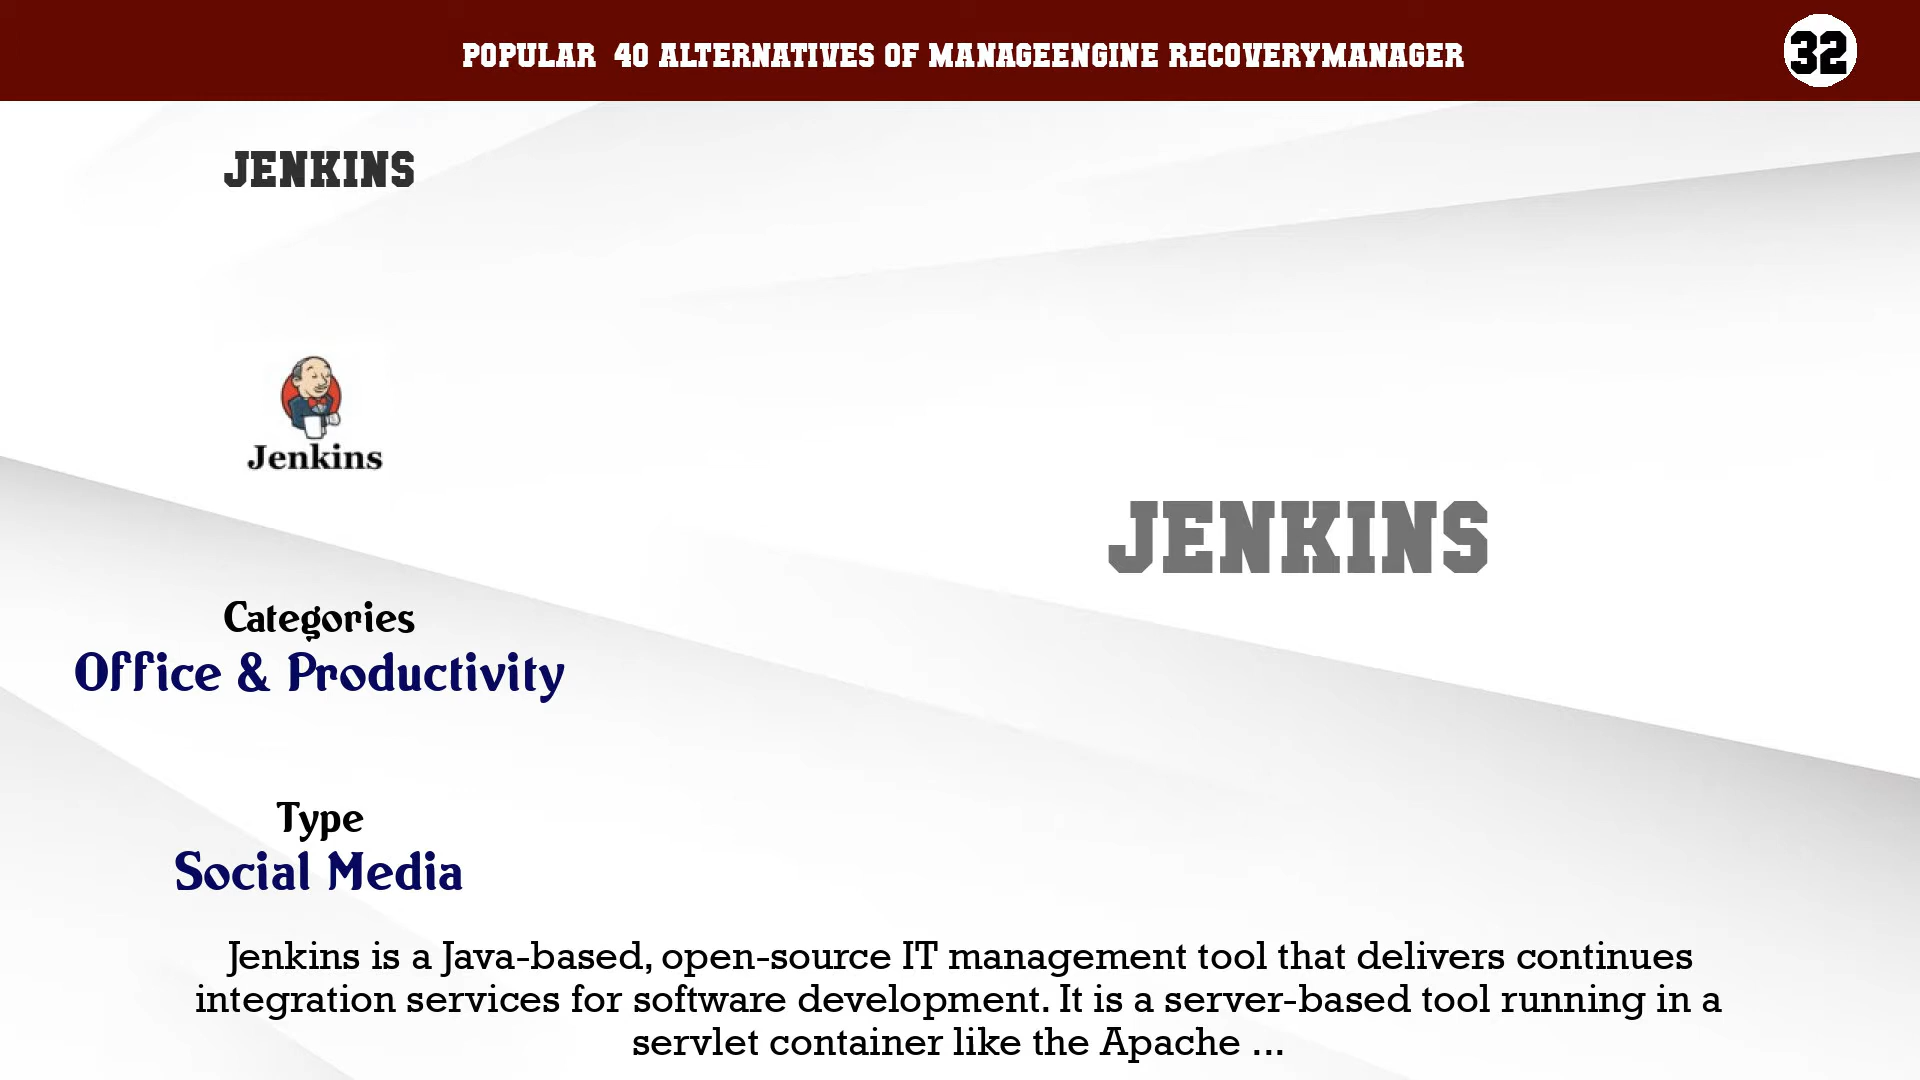 POPULAR 40 ALTERNATIVES OF MANAGEENGINE RECOVERYMANAGER
32
JENKINS
Jenkins
JENKINS
Categories
Office & Productivity
Type
Social Media
Jenkins is a Java-based, open-source IT management tool that delivers continues
integration services for software development. It is a server-based tool running in a
servlet container like the Apache ...